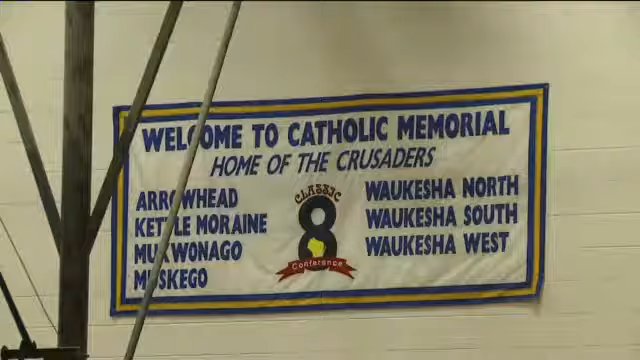 WELCOME TO CATHOLIC MEMORIAL
HOME OF THE CRUSADERS
ARROWHEAD
KETTLE MORAINE
MUKWONAGO
MUSKEGO
CLASSIC
8
Conference
WAUKESHA NORTH
WAUKESHA SOUTH
WAUKESHA WEST